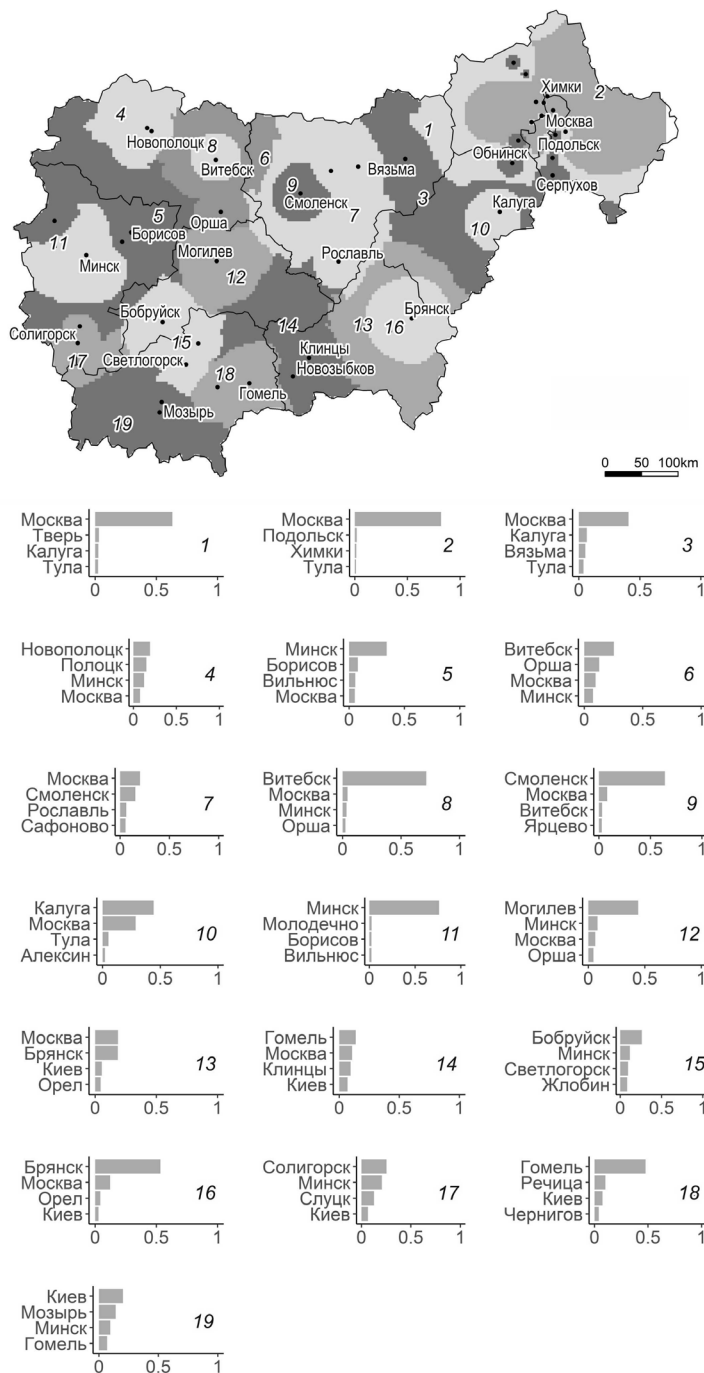 Химки
2
Москва
4
Новополоцк
1
8
6
Подольск
Витебск
Вязьма
Обнинск
9
Смоленск
3
Серпухов
5
Орша
7
Калуга
11
Борисов
10
Минск
Могилев
12
Рославль
Бобруйск
14
13
16
Брянск
Солигорск
15
Клинцы
17
Светлогорск
18
Новозыбков
Гомель
19
Мозырь
0 50 100km
Москва
Тверь
Калуга
Тула
1
0 0.5 1
Москва
Подольск
Химки
Тула
2
0 0.5 1
Москва
Калуга
Вязьма
Тула
3
0 0.5 1
Новополоцк
Полоцк
Минск
Москва
4
0 0.5 1
Минск
Борисов
Вильнюс
Москва
5
0 0.5 1
Витебск
Орша
Москва
Минск
6
0 0.5 1
Москва
Смоленск
Рославль
Сафоново
7
0 0.5 1
Витебск
Москва
Минск
Орша
8
0 0.5 1
Смоленск
Москва
Витебск
Ярцево
9
0 0.5 1
Калуга
Москва
Тула
Алексин
10
0 0.5 1
Минск
Молодечно
Борисов
Вильнюс
11
0 0.5 1
Могилев
Минск
Москва
Орша
12
0 0.5 1
Москва
Брянск
Киев
Орел
13
0 0.5 1
Гомель
Москва
Клинцы
Киев
14
0 0.5 1
Бобруйск
Минск
Светлогорск
Жлобин
15
0 0.5 1
Брянск
Москва
Орел
Киев
16
0 0.5 1
Солигорск
Минск
Слуцк
Киев
17
0 0.5 1
Гомель
Речица
Киев
Чернигов
18
0 0.5 1
Киев
Мозырь
Минск
Гомель
19
0 0.5 1